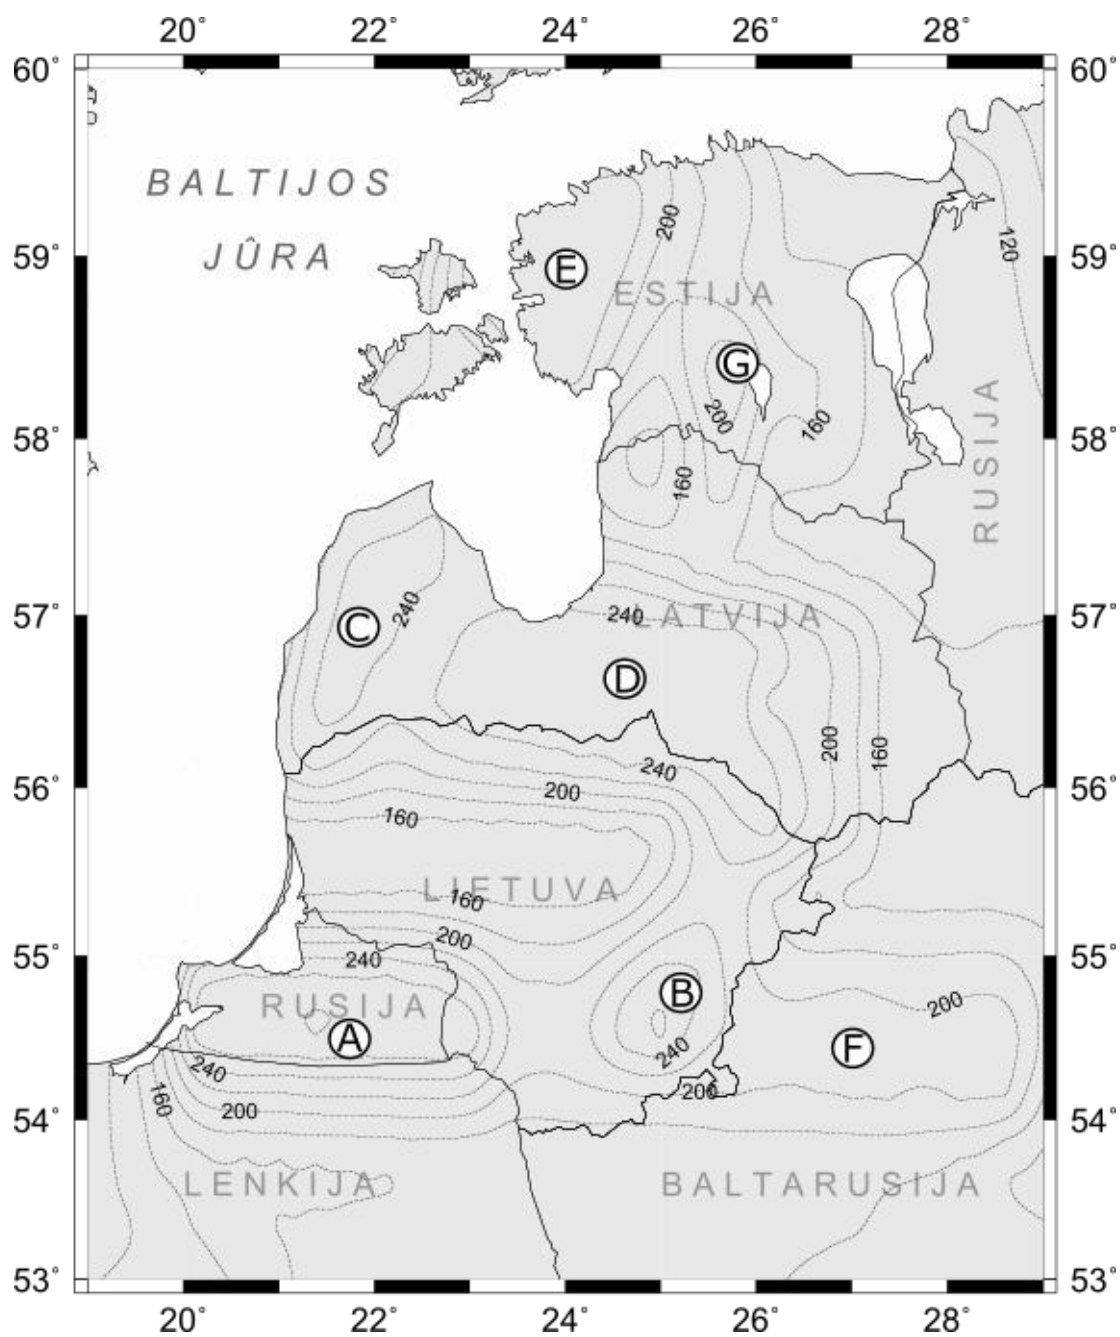 20° 22° 24° 26° 28°
60° 60°
BALTIJOS
JÛRA
200
120
59° 59°
E
ESTIJA
G
RUSIJA
200
160
58° 58°
160
240
57° 57°
C
240
LATVIJA
D
200
160
240
56° 56°
200
160
LIETUVA
160
200
55° 55°
240
RUSIJA
B
200
A
F
240
240
200
160
200
54° 54°
LENKIJA
BALTARUSIJA
53° 53°
20° 22° 24° 26° 28°